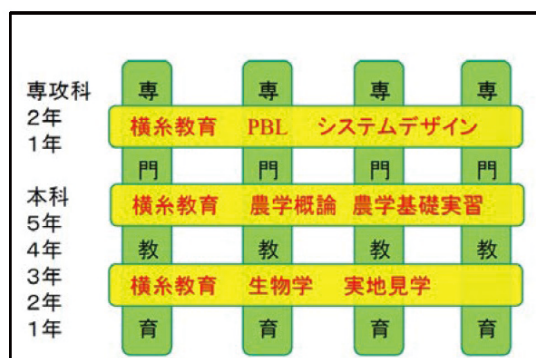 専 専 専 専
専攻科
2年
横糸教育 PBL システムデザイン
1年
門 門 門 門
本科
横糸教育 農学概論 農学基礎実習
5年
4年
教 教 教 教
3年
横糸教育 生物学 実地見学
2年
1年
育 育 育 育